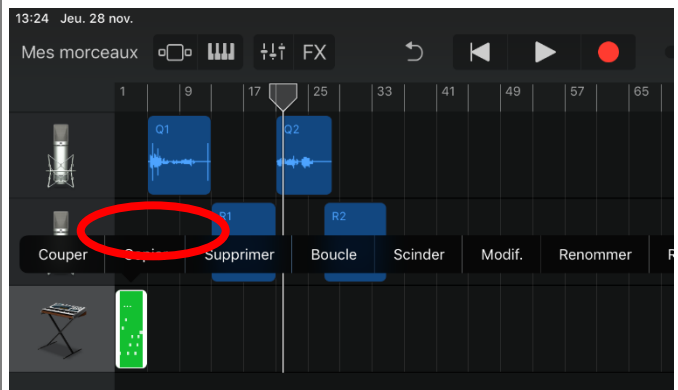 13:24 Jeu. 28 nov.
Mes morceaux FX
1 9 17 25 33 41 49 57 65
Q1 Q2
R1 R2
Couper Copier Supprimer Boucle Scinder Modif. Renommer
...